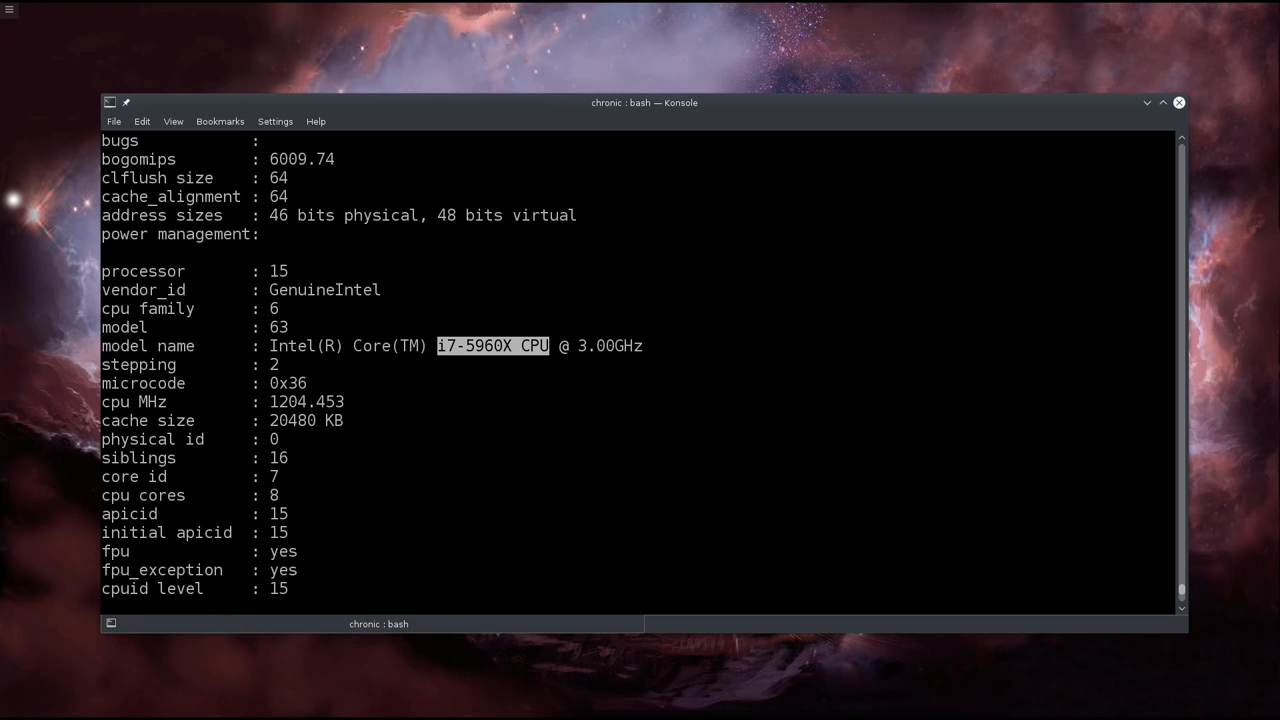 chronic : bash — Konsole
File Edit View Bookmarks Settings Help
bugs :
bogomips : 6009.74
clflush size : 64
cache_alignment : 64
address sizes : 46 bits physical, 48 bits virtual
power management:
processor : 15
vendor_id : GenuineIntel
cpu family : 6
model : 63
model name : Intel(R) Core(TM) i7-5960X CPU @ 3.00GHz
stepping : 2
microcode : 0x36
cpu MHz : 1204.453
cache size : 20480 KB
physical id : 0
siblings : 16
core id : 7
cpu cores : 8
apicid : 15
initial apicid : 15
fpu : yes
fpu_exception : yes
cpuid level : 15
chronic : bash